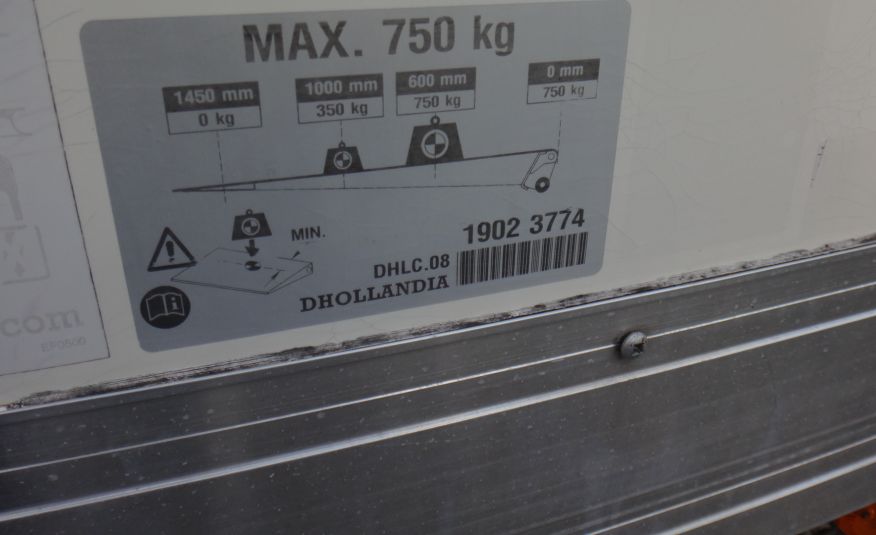 MAX. 750 kg
1450 mm
0 kg
1000 mm
350 kg
600 mm
750 kg
0 mm
750 kg
MIN.
1902 3774
DHLC.08
DHOLLANDIA
.com
EF0500